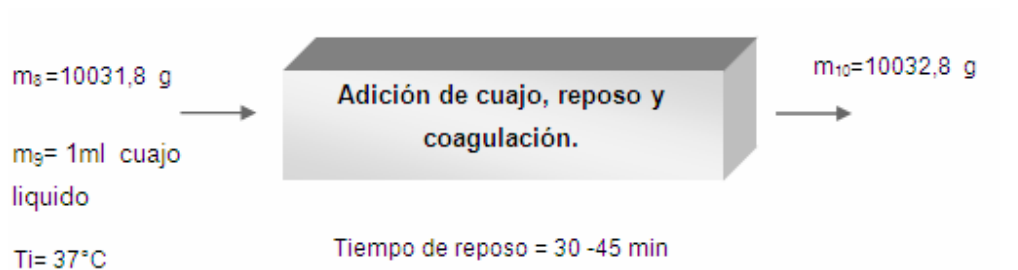 m₈=10031,8 g
m₉= 1ml cuajo
liquido
Ti= 37°C
Adición de cuajo, reposo y
coagulación.
Tiempo de reposo = 30 -45 min
m₁₀=10032,8 g